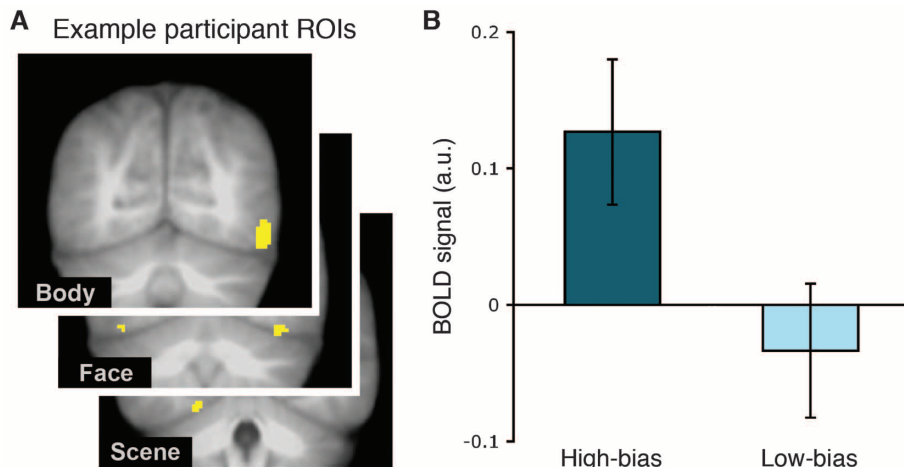 A
Example participant ROIs
Body
Face
Scene
B
BOLD signal (a.u.)
0.2
0.1
0
-0.1
High-bias
Low-bias